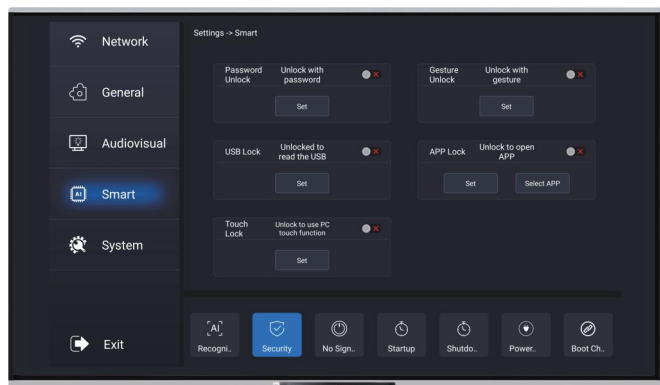 Network
General
Audiovisual
Smart
System
Exit
Settings -> Smart
Password
Unlock
Unlock with
password
Set
Gesture
Unlock
Unlock with
gesture
Set
USB Lock
Unlocked to
read the USB
Set
APP Lock
Unlock to open
APP
Set
Select APP
Touch
Lock
Unlock to use PC
touch function
Set
[AI]
Recogni..
Security
No Sign..
Startup
Shutdo..
Power..
Boot Ch..
AI